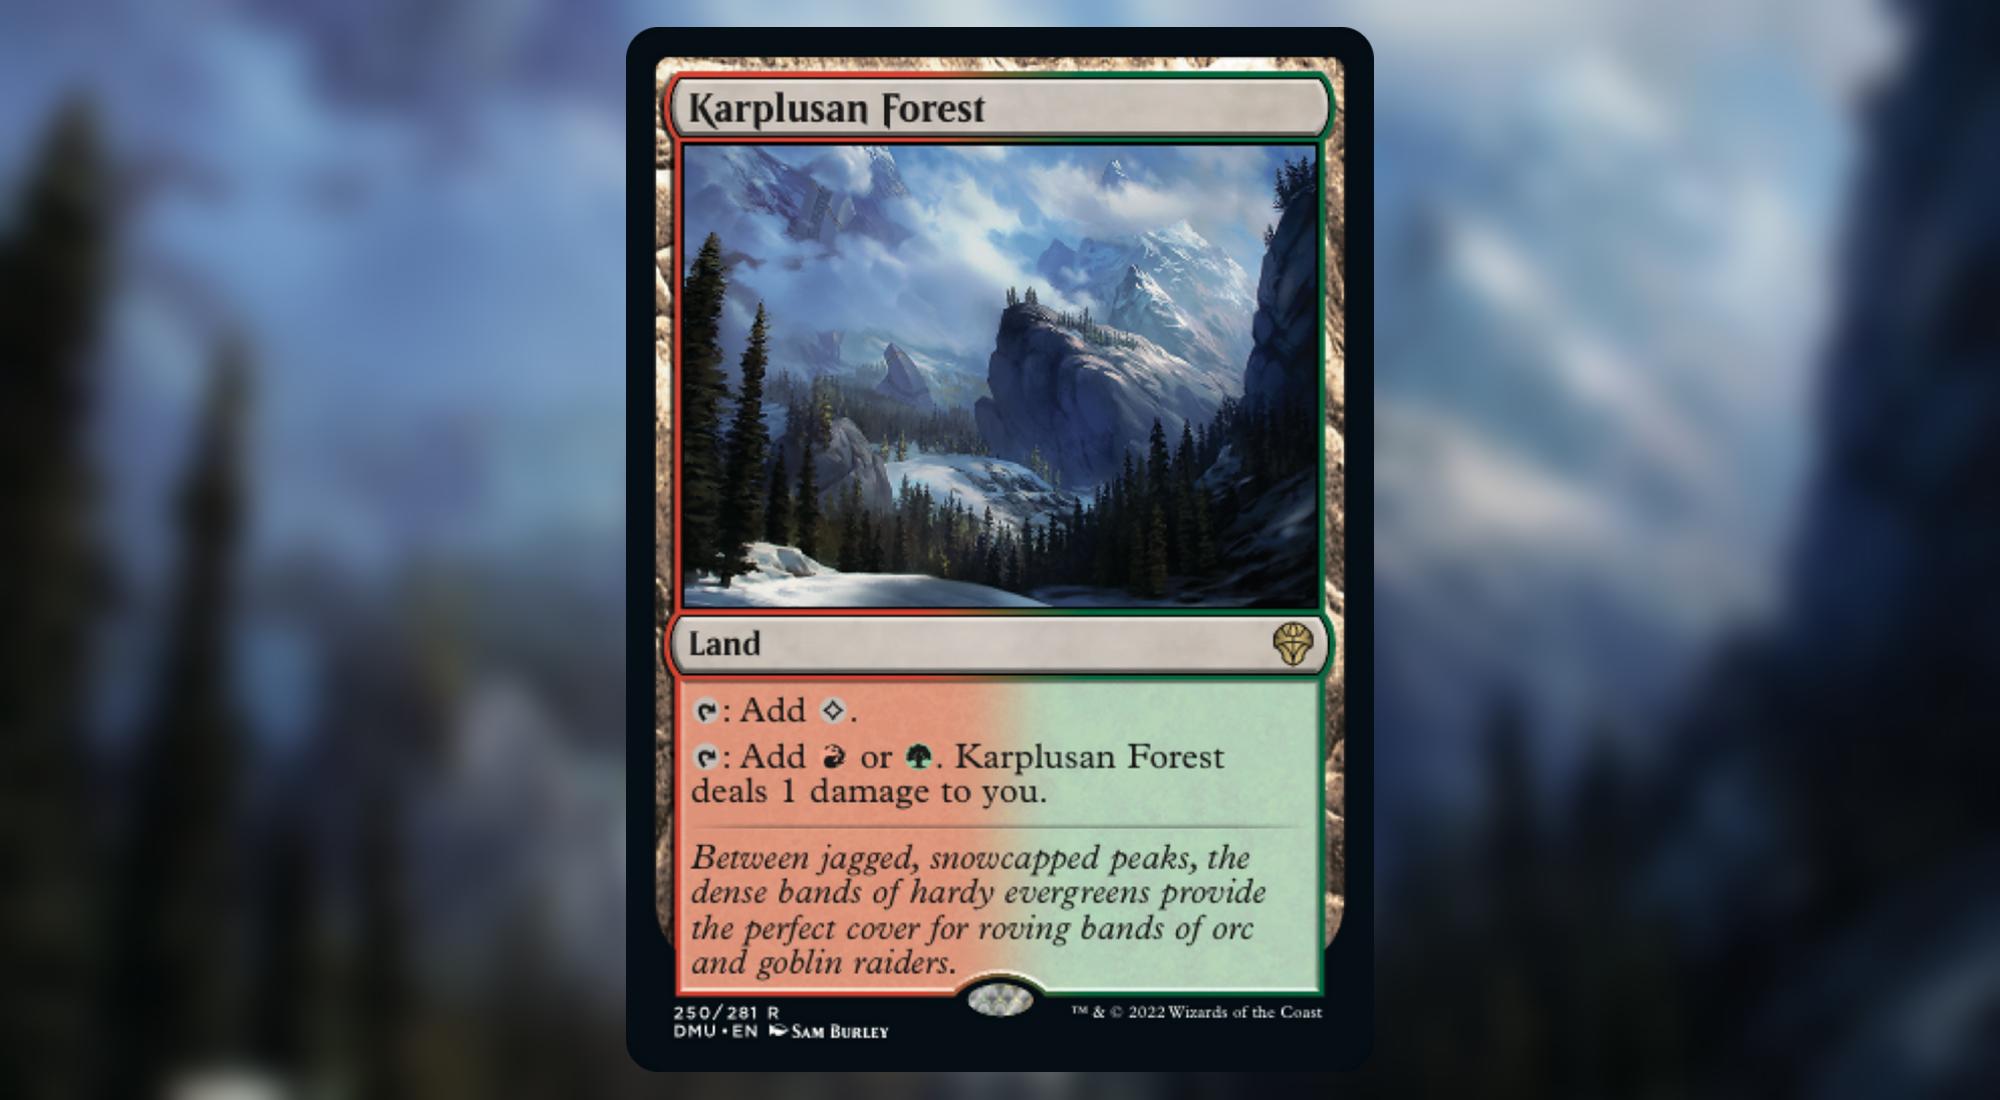 Karplusan Forest
Land
: Add .
: Add or . Karplusan Forest
deals 1 damage to you.
Between jagged, snowcapped peaks, the
dense bands of hardy evergreens provide
the perfect cover for roving bands of orc
and goblin raiders.
250/281 R
™ & © 2022 Wizards of the Coast
DMU • EN Sam Burley